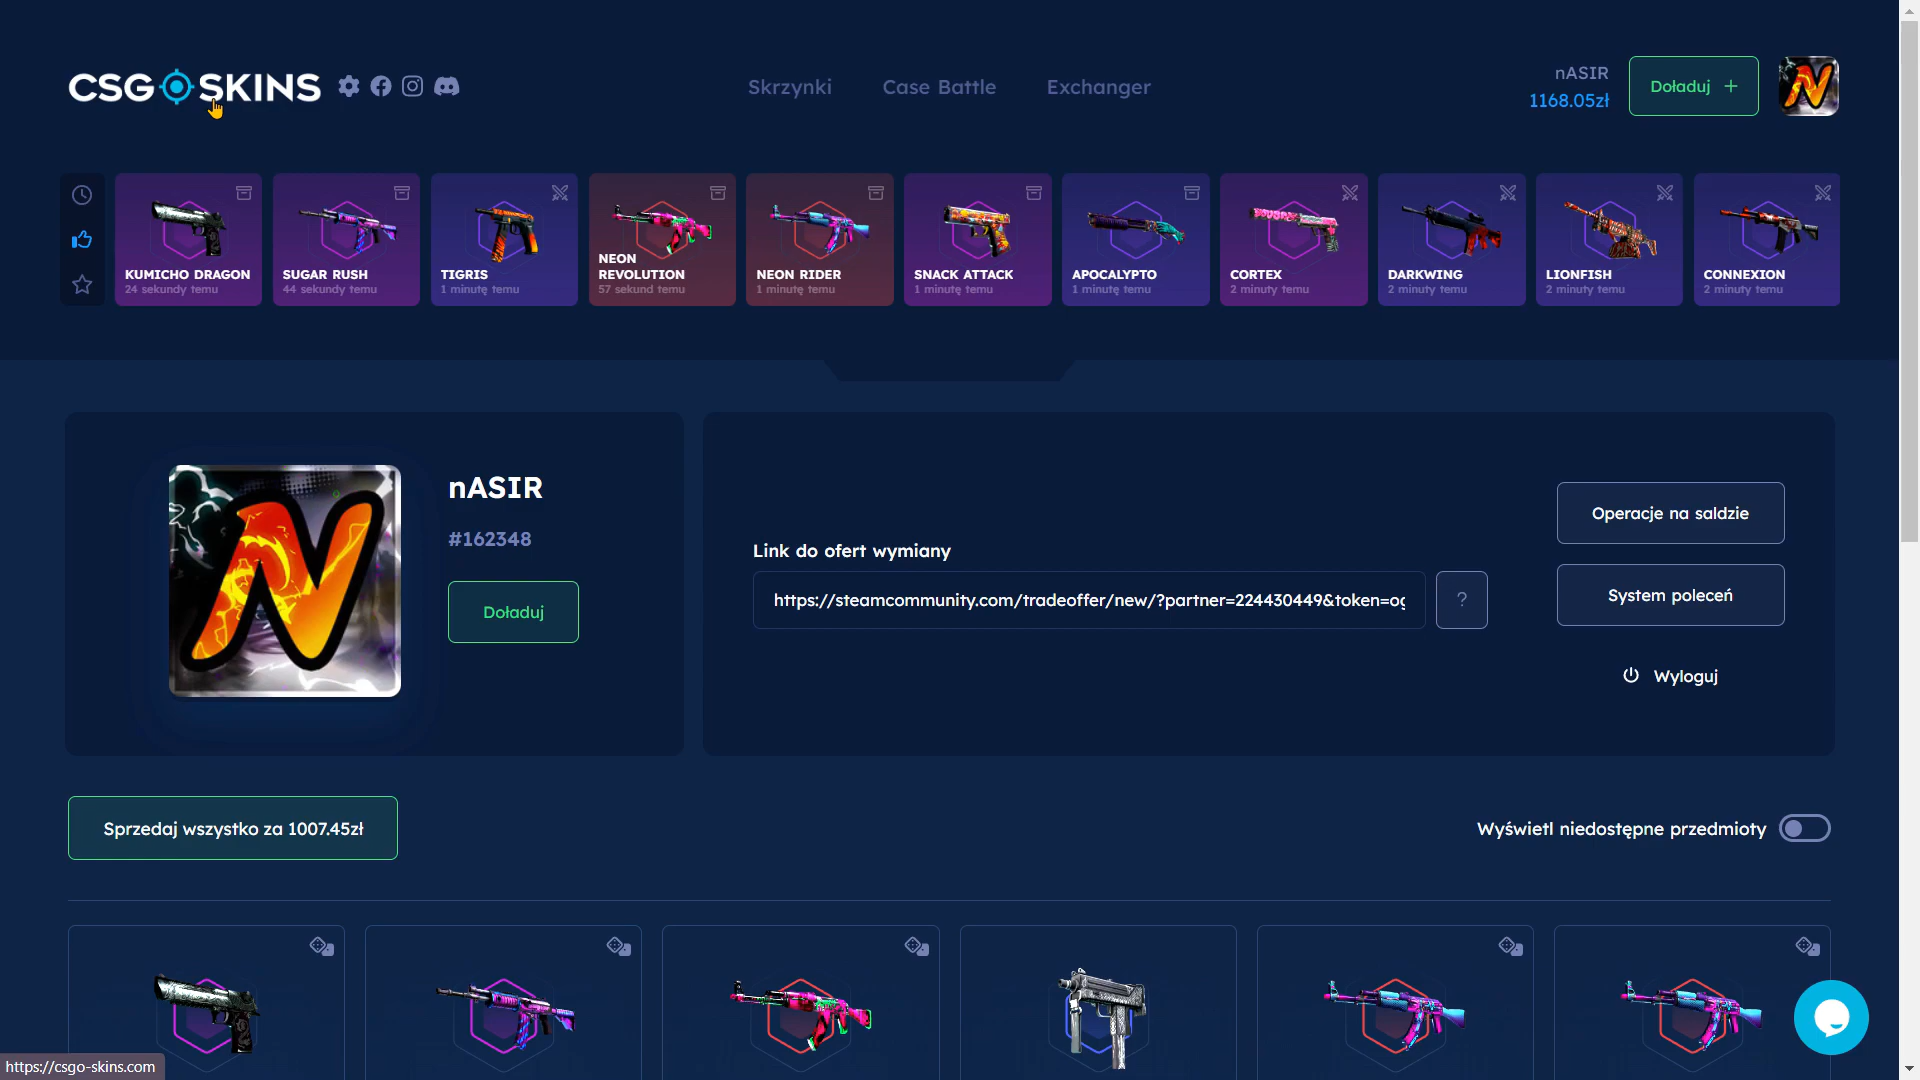 CSGO SKINS
Skrzynki
Case Battle
Exchanger
nASIR
1168.05zł
Doładuj +
KUMICHO DRAGON
24 sekundy temu
SUGAR RUSH
44 sekundy temu
TIGRIS
1 minutę temu
NEON
REVOLUTION
57 sekund temu
NEON RIDER
1 minutę temu
SNACK ATTACK
1 minutę temu
APOCALYPTO
1 minutę temu
CORTEX
2 minuty temu
DARKWING
2 minuty temu
LIONFISH
2 minuty temu
CONNEXION
2 minuty temu
N
nASIR
#162348
Doładuj
Link do ofert wymiany
https://steamcommunity.com/tradeoffer/new/?partner=224430449&token=og
?
Operacje na saldzie
System poleceń
Wyloguj
Sprzedaj wszystko za 1007.45zł
Wyświetl niedostępne przedmioty
https://csgo-skins.com